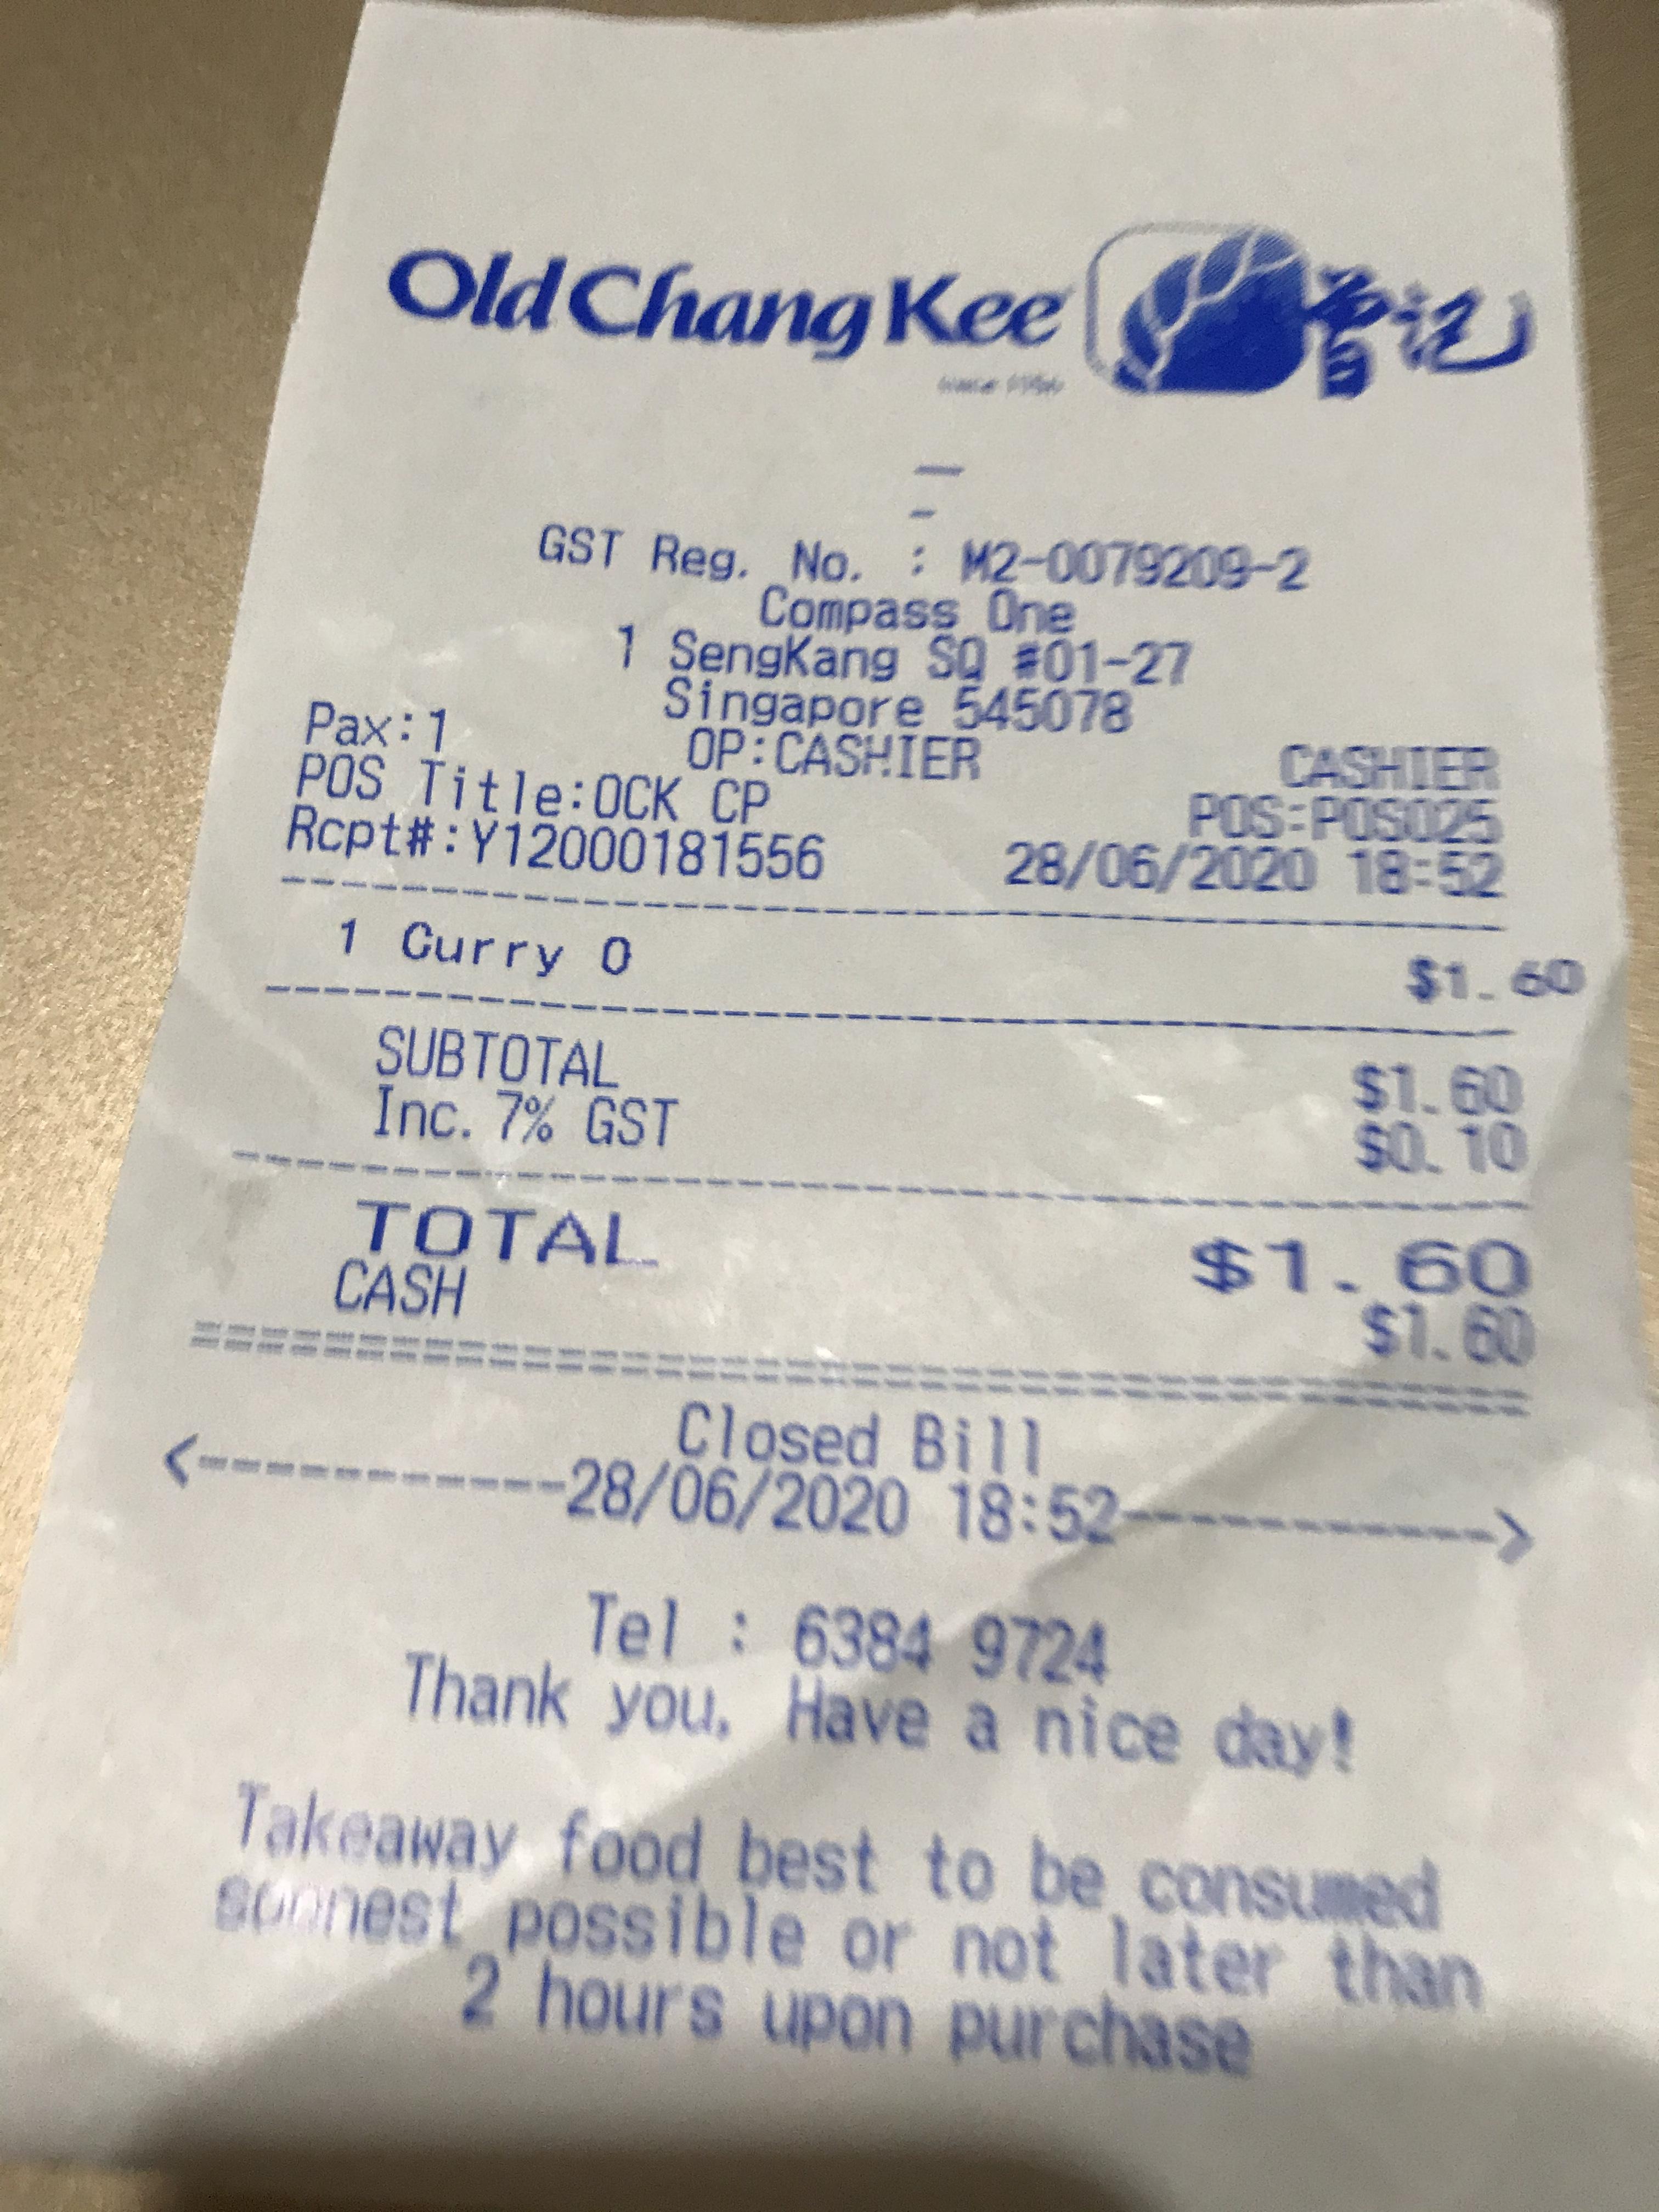 Old Chang Kee 曾记
GST Reg. No. : M2-0079209-2
Compass One
1 SengKang SQ #01-27
Singapore 545078
Pax:1 OP:CASHIER CASHIER
POS Title:OCK CP POS:POS025
Rcpt#:Y12000181556 28/06/2020 18:52
1 Curry O $1.60
SUBTOTAL $1.60
Inc. 7% GST $0.10
TOTAL $1.60
CASH $1.60
Closed Bill
<-----------28/06/2020 18:52----------->
Tel : 6384 9724
Thank you. Have a nice day!
Takeaway food best to be consumed
soonest possible or not later than
2 hours upon purchase